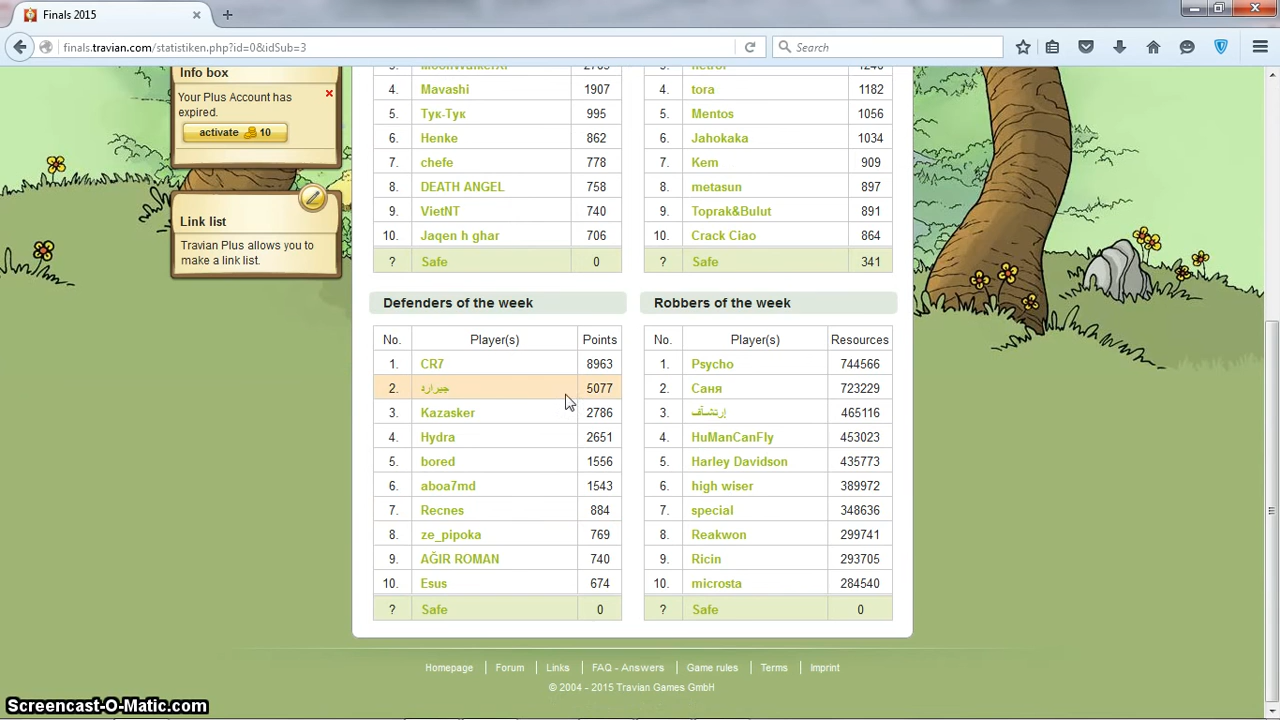 Finals 2015
finals.travian.com/statistiken.php?id=0&idSub=3
Search
Info box
Your Plus Account has
expired.
activate 10
Link list
Travian Plus allows you to
make a link list.
4. Mavashi 1907
5. Тук-Тук 995
6. Henke 862
7. chefe 778
8. DEATH ANGEL 758
9. VietNT 740
10. Jaqen h ghar 706
? Safe 0
4. tora 1182
5. Mentos 1056
6. Jahokaka 1034
7. Kem 909
8. metasun 897
9. Toprak&Bulut 891
10. Crack Ciao 864
? Safe 341
Defenders of the week
No. Player(s) Points
1. CR7 8963
2. جيرارد 5077
3. Kazasker 2786
4. Hydra 2651
5. bored 1556
6. aboa7md 1543
7. Recnes 884
8. ze_pipoka 769
9. AĞIR ROMAN 740
10. Esus 674
? Safe 0
Robbers of the week
No. Player(s) Resources
1. Psycho 744566
2. Саня 723229
3. 465116
4. HuManCanFly 453023
5. Harley Davidson 435773
6. high wiser 389972
7. special 348636
8. Reakwon 299741
9. Ricin 293705
10. microsta 284540
? Safe 0
Homepage Forum Links FAQ - Answers Game rules Terms Imprint
© 2004 - 2015 Travian Games GmbH
Screencast-O-Matic.com